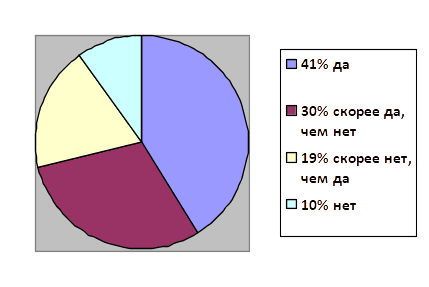 41% да
30% скорее да,
чем нет
19% скорее нет,
чем да
10% нет